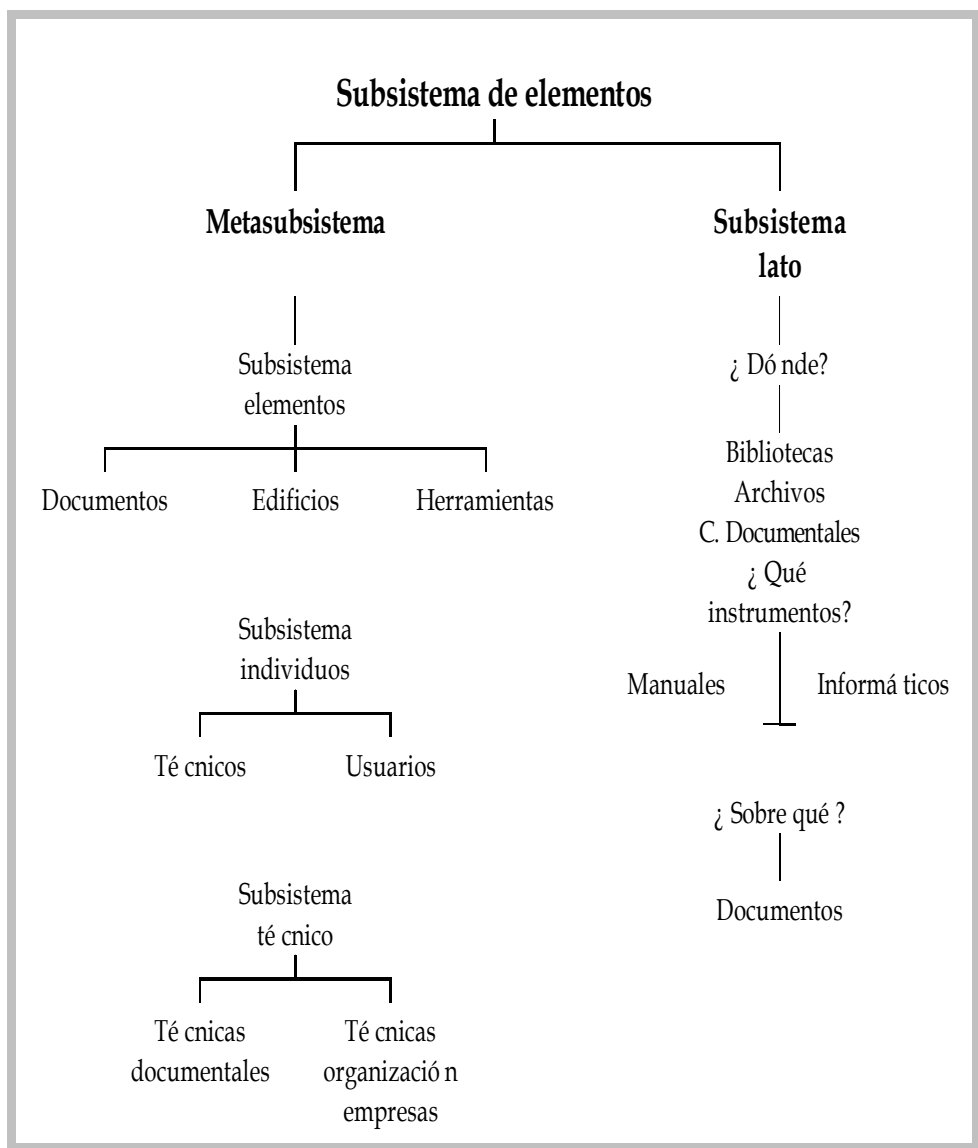 Subsistema de elementos
Metasubsistema
Subsistema
elementos
Documentos
Edificios
Herramientas
Subsistema
individuos
Té cnicos
Usuarios
Subsistema
té cnico
Té cnicas
documentales
Té cnicas
organizació n
empresas
Subsistema
lato
¿ Dó nde?
Bibliotecas
Archivos
C. Documentales
¿ Qué
instrumentos?
Manuales
Informá ticos
¿ Sobre qué ?
Documentos